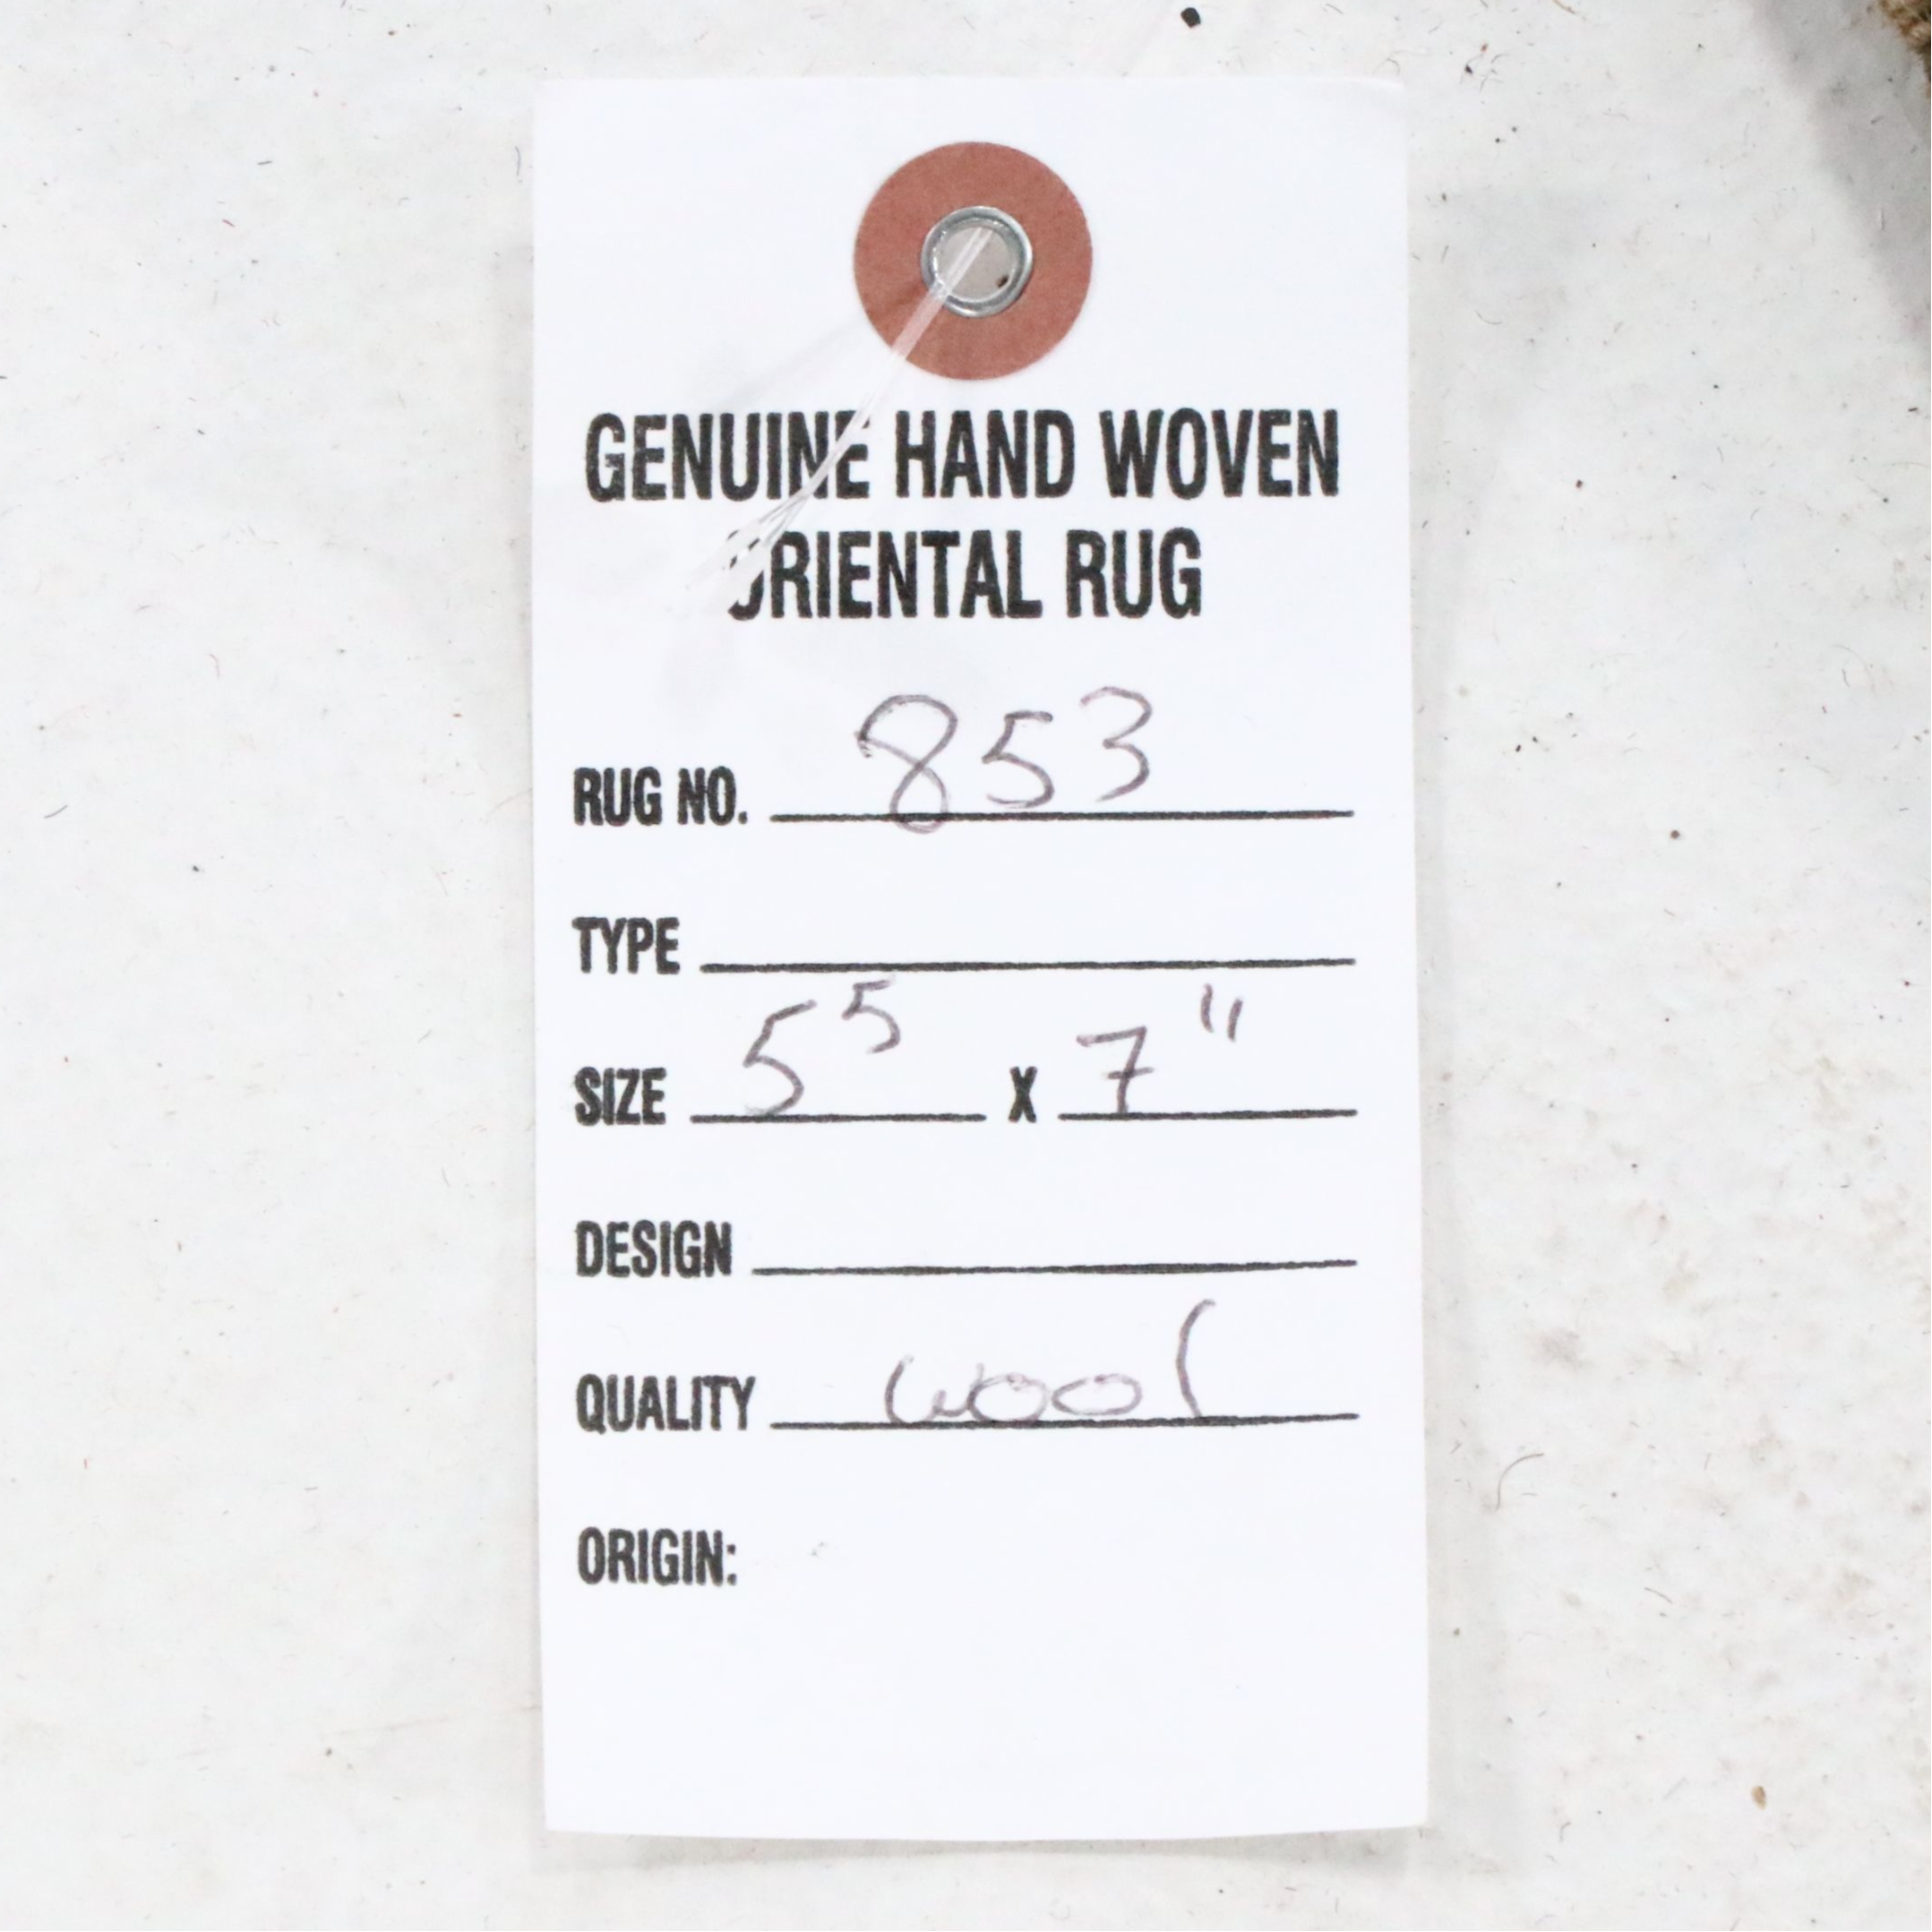 GENUINE HAND WOVEN
ORIENTAL RUG
RUG NO. 853
TYPE
SIZE 5⁵ X 7"
DESIGN
QUALITY wool
ORIGIN: